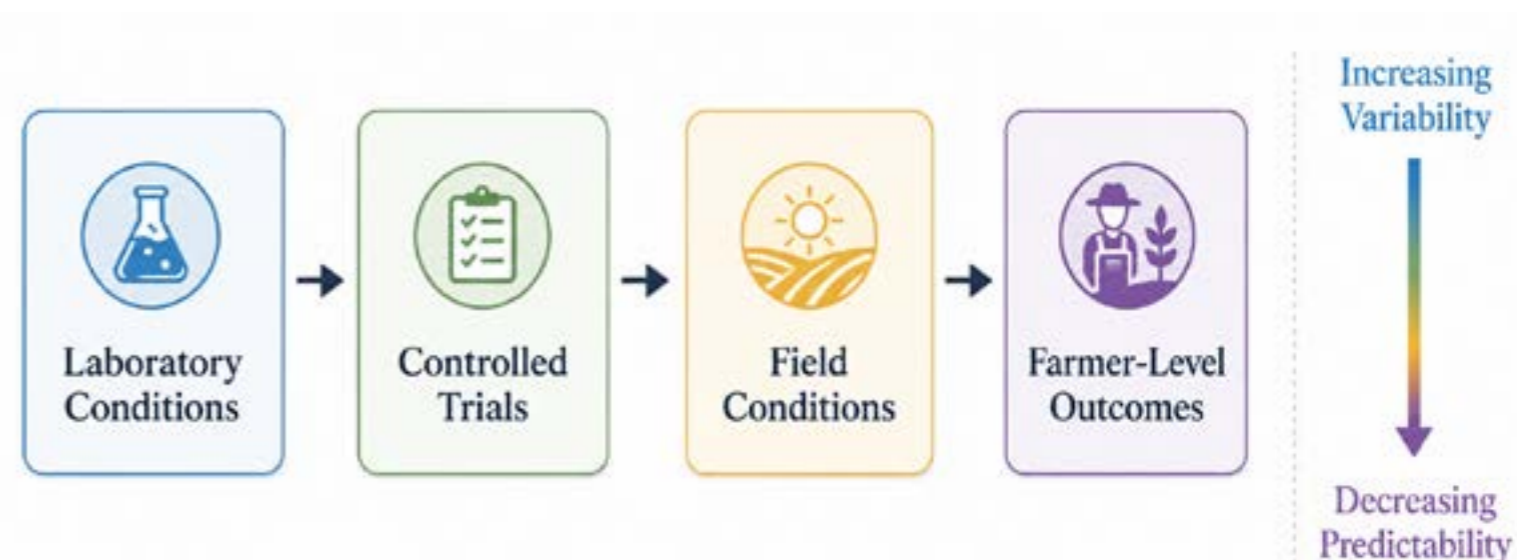 Laboratory
Conditions
Controlled
Trials
Field
Conditions
Farmer-Level
Outcomes
Increasing
Variability
Decreasing
Predictability